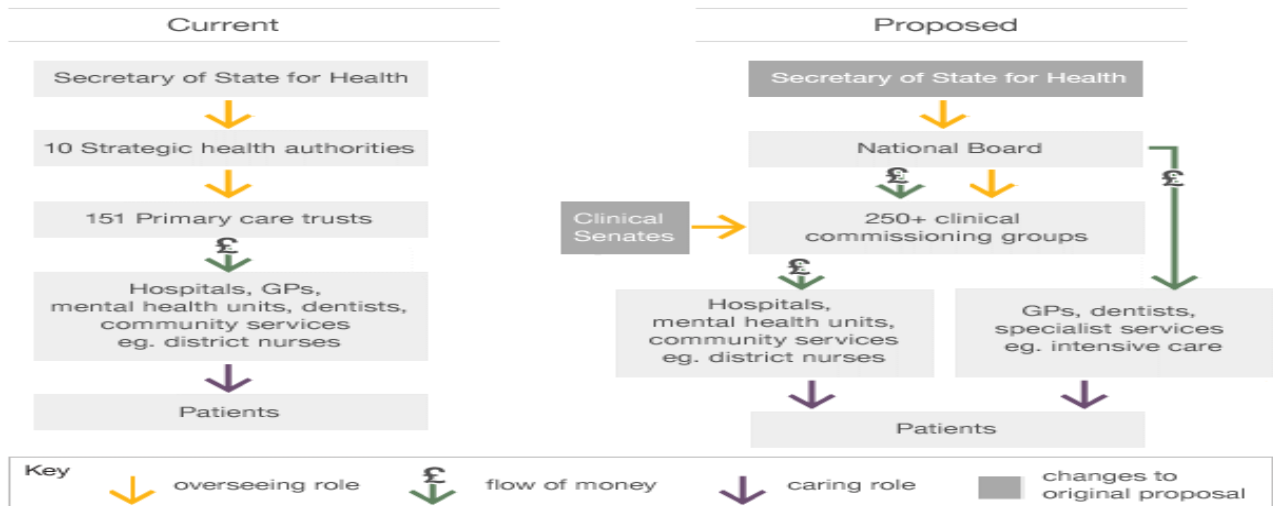 Current
Secretary of State for Health
10 Strategic health authorities
151 Primary care trusts
£
Hospitals, GPs,
mental health units, dentists,
community services
eg. district nurses
Patients
Proposed
Secretary of State for Health
National Board
£
£
Clinical
Senates
250+ clinical
commissioning groups
£
Hospitals,
mental health units,
community services
eg. district nurses
GPs, dentists,
specialist services
eg. intensive care
Patients
Key
overseeing role
£
flow of money
caring role
changes to
original proposal